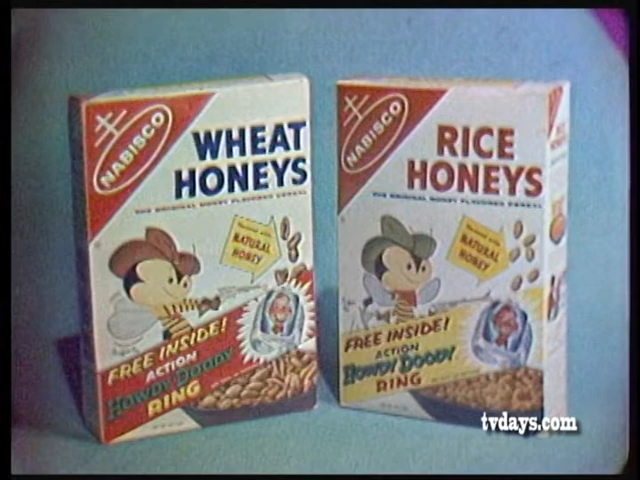 NABISCO
WHEAT
HONEYS
THE ORIGINAL HONEY FLAVORED CEREAL
NATURAL
HONEY
FREE INSIDE!
ACTION
HOWDY DOODY
RING
NABISCO
RICE
HONEYS
THE ORIGINAL HONEY FLAVORED CEREAL
NATURAL
HONEY
FREE INSIDE!
ACTION
HOWDY DOODY
RING
tvdays.com